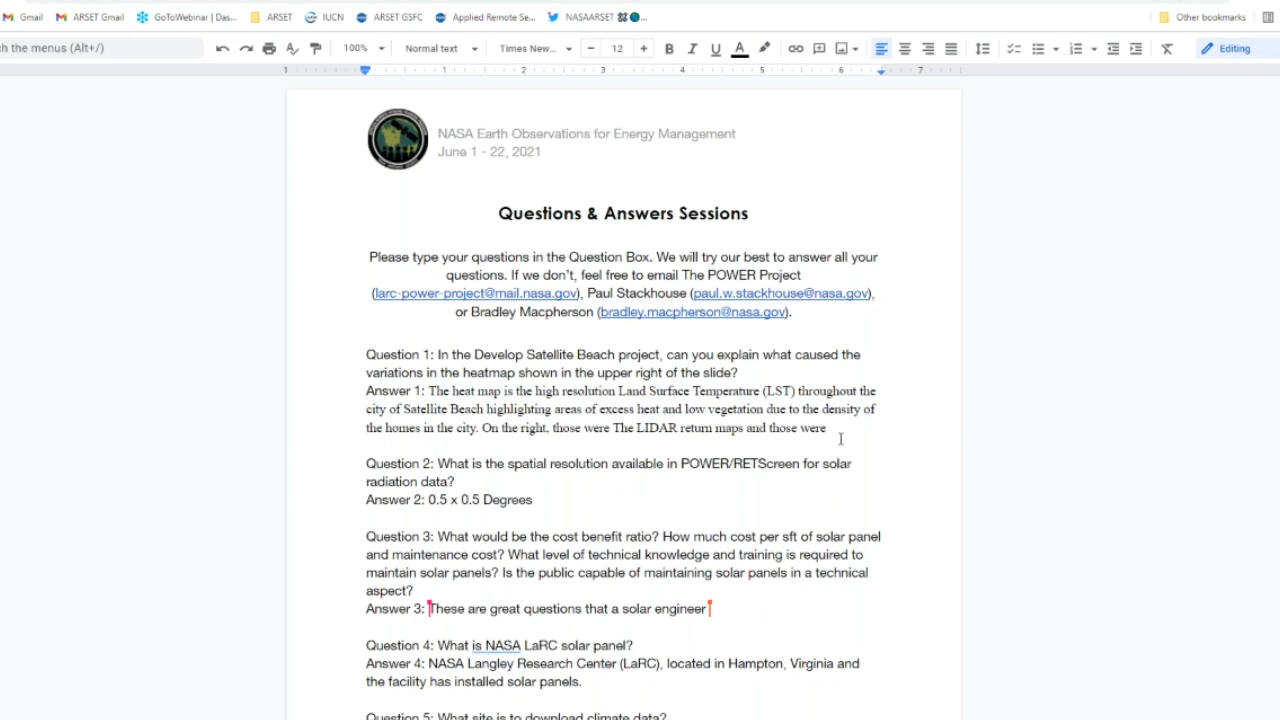 Gmail ARSET Gmail GoToWebinar | Das... ARSET IUCN ARSET GSFC Applied Remote Se... NASAARSET Other bookmarks
ch the menus (Alt+/) 100% Normal text Times New... 12 B I U A Editing
1 1 2 3 4 5 6 7
NASA Earth Observations for Energy Management
June 1 - 22, 2021
Questions & Answers Sessions
Please type your questions in the Question Box. We will try our best to answer all your
questions. If we don't, feel free to email The POWER Project
(larc-power-project@mail.nasa.gov), Paul Stackhouse (paul.w.stackhouse@nasa.gov),
or Bradley Macpherson (bradley.macpherson@nasa.gov).
Question 1: In the Develop Satellite Beach project, can you explain what caused the
variations in the heatmap shown in the upper right of the slide?
Answer 1: The heat map is the high resolution Land Surface Temperature (LST) throughout the
city of Satellite Beach highlighting areas of excess heat and low vegetation due to the density of
the homes in the city. On the right, those were The LIDAR return maps and those were
Question 2: What is the spatial resolution available in POWER/RETScreen for solar
radiation data?
Answer 2: 0.5 x 0.5 Degrees
Question 3: What would be the cost benefit ratio? How much cost per sft of solar panel
and maintenance cost? What level of technical knowledge and training is required to
maintain solar panels? Is the public capable of maintaining solar panels in a technical
aspect?
Answer 3: These are great questions that a solar engineer
Question 4: What is NASA LaRC solar panel?
Answer 4: NASA Langley Research Center (LaRC), located in Hampton, Virginia and
the facility has installed solar panels.
Question 5: What site is to download climate data?